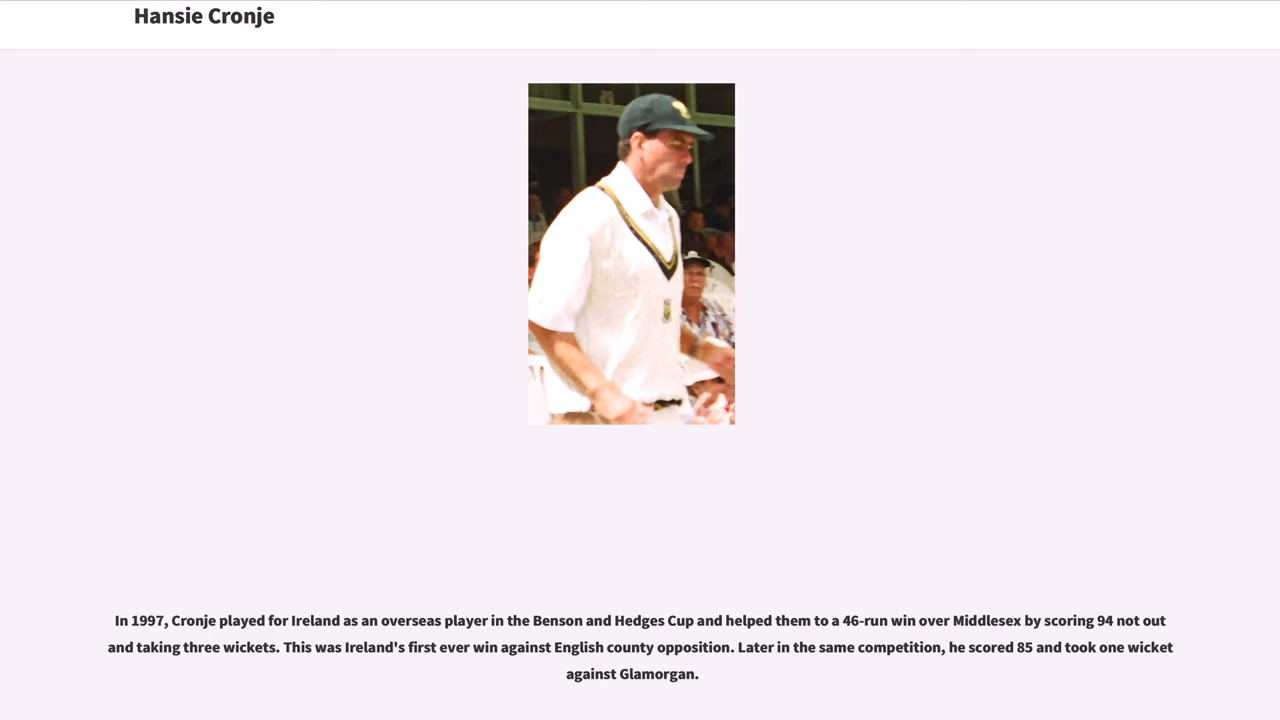 Hansie Cronje
In 1997, Cronje played for Ireland as an overseas player in the Benson and Hedges Cup and helped them to a 46-run win over Middlesex by scoring 94 not out
and taking three wickets. This was Ireland's first ever win against English county opposition. Later in the same competition, he scored 85 and took one wicket
against Glamorgan.